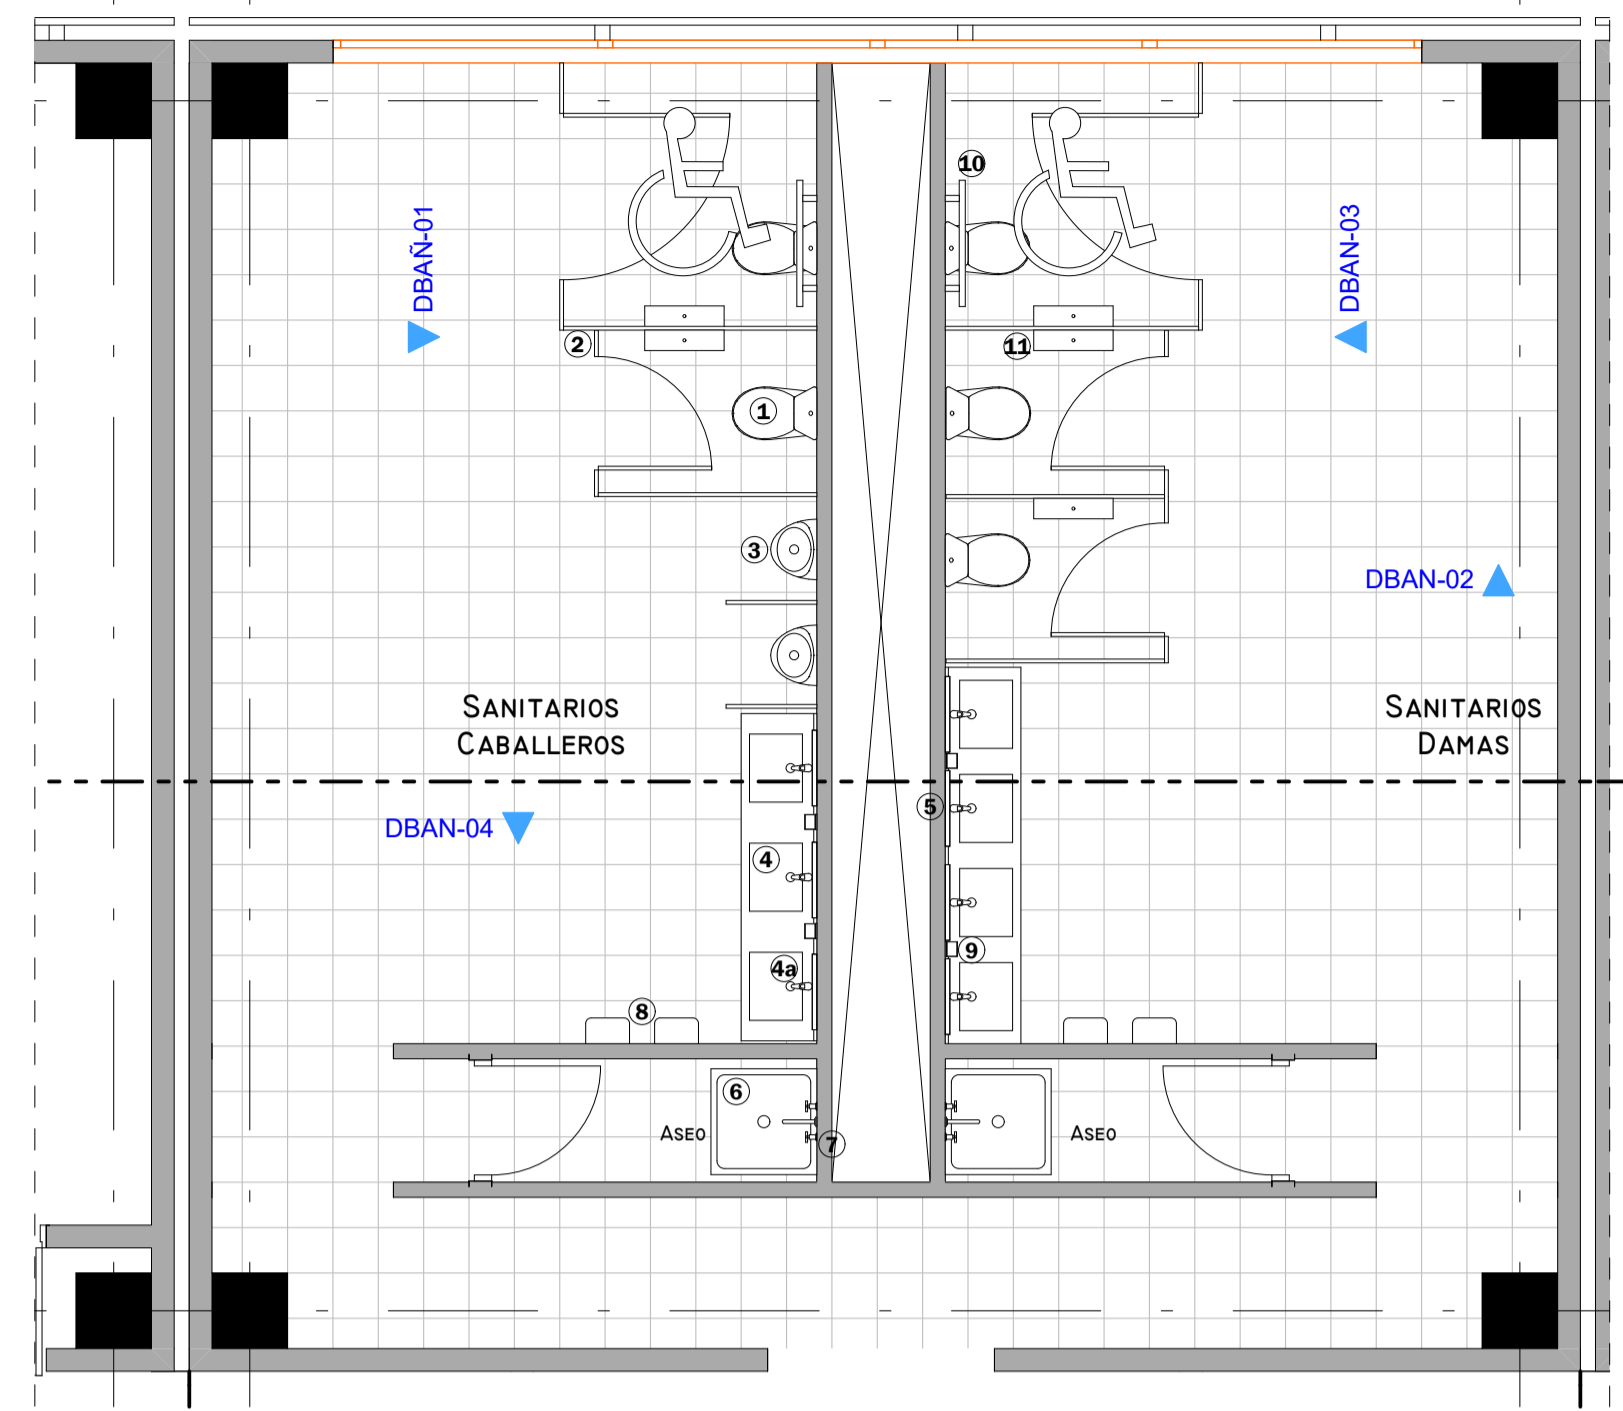 10
DBAÑ-01
DBAN-03
2
11
1
3
DBAN-02
SANITARIOS
CABALLEROS
SANITARIOS
DAMAS
5
DBAN-04
4
9
4a
8
6
ASEO
7
ASEO